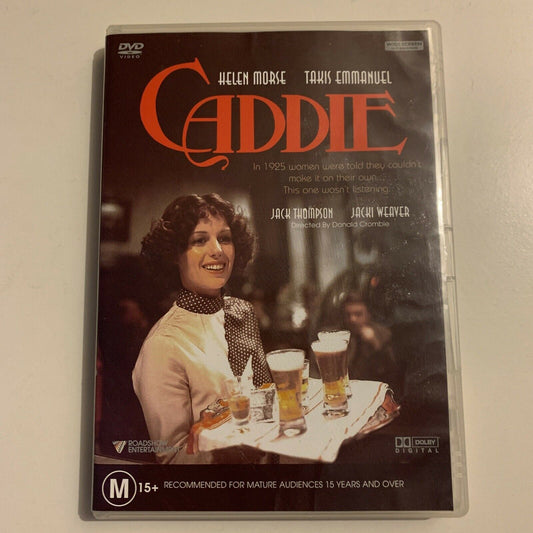 DVD
VIDEO
WIDESCREEN
HELEN MORSE TAKIS EMMANUEL
CADDIE
In 1925 women were told they couldn't
make it on their own...
This one wasn't listening.
JACK THOMPSON JACKI WEAVER
Directed By Donald Crombie
ROADSHOW
ENTERTAINMENT
DOLBY
DIGITAL
M 15+ RECOMMENDED FOR MATURE AUDIENCES 15 YEARS AND OVER